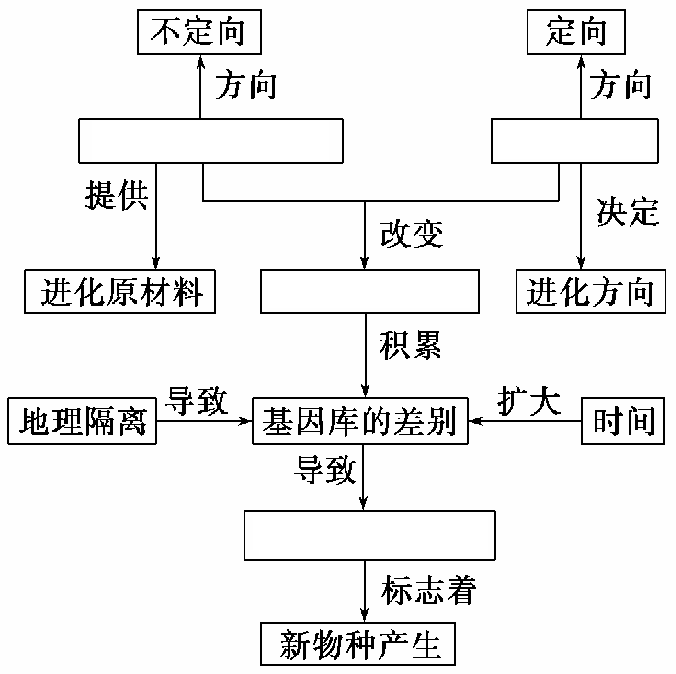 不定向
定向
方向
方向
提供
决定
改变
进化原材料
进化方向
积累
地理隔离
导致
基因库的差别
扩大
时间
导致
标志着
新物种产生